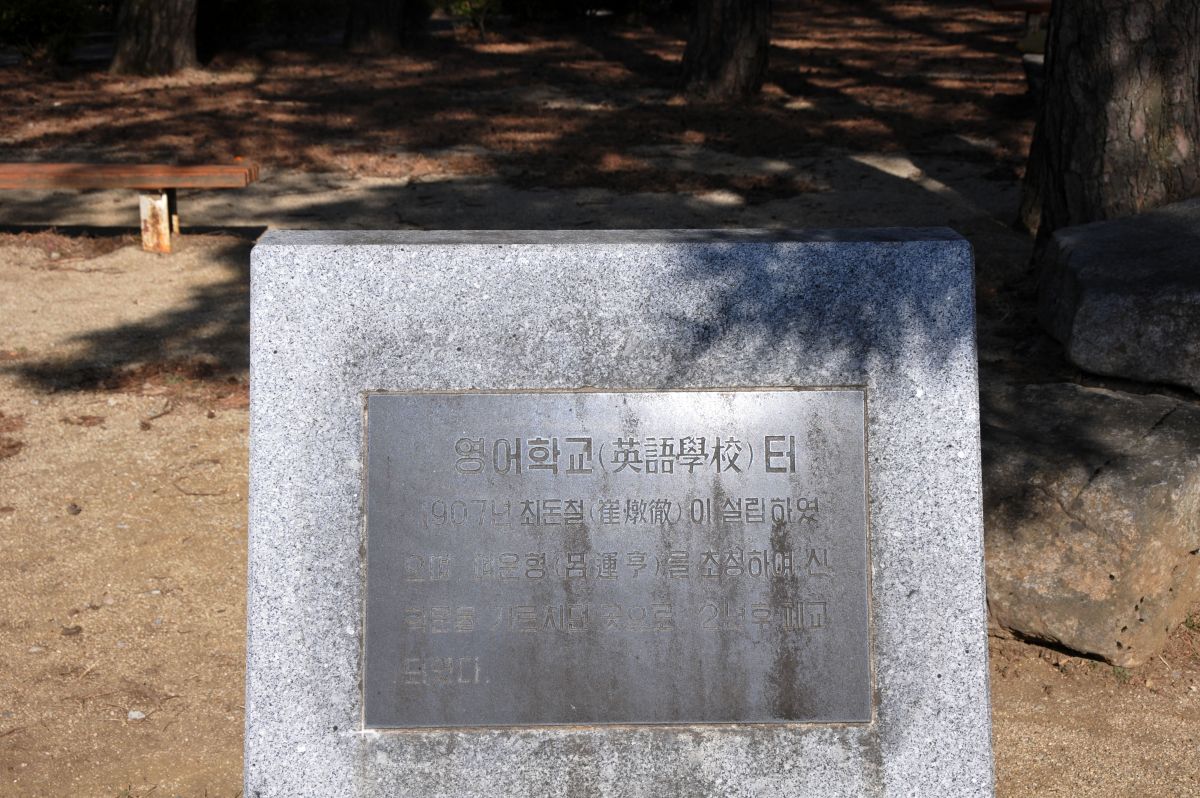 영어학교(英語學校)터
1907년 최돈철(崔燉徹)이 설립하였
으며 여운형(呂運亨)를 초청하여 신
학문를 가르치던 곳으로 2년후 폐교
되였다.